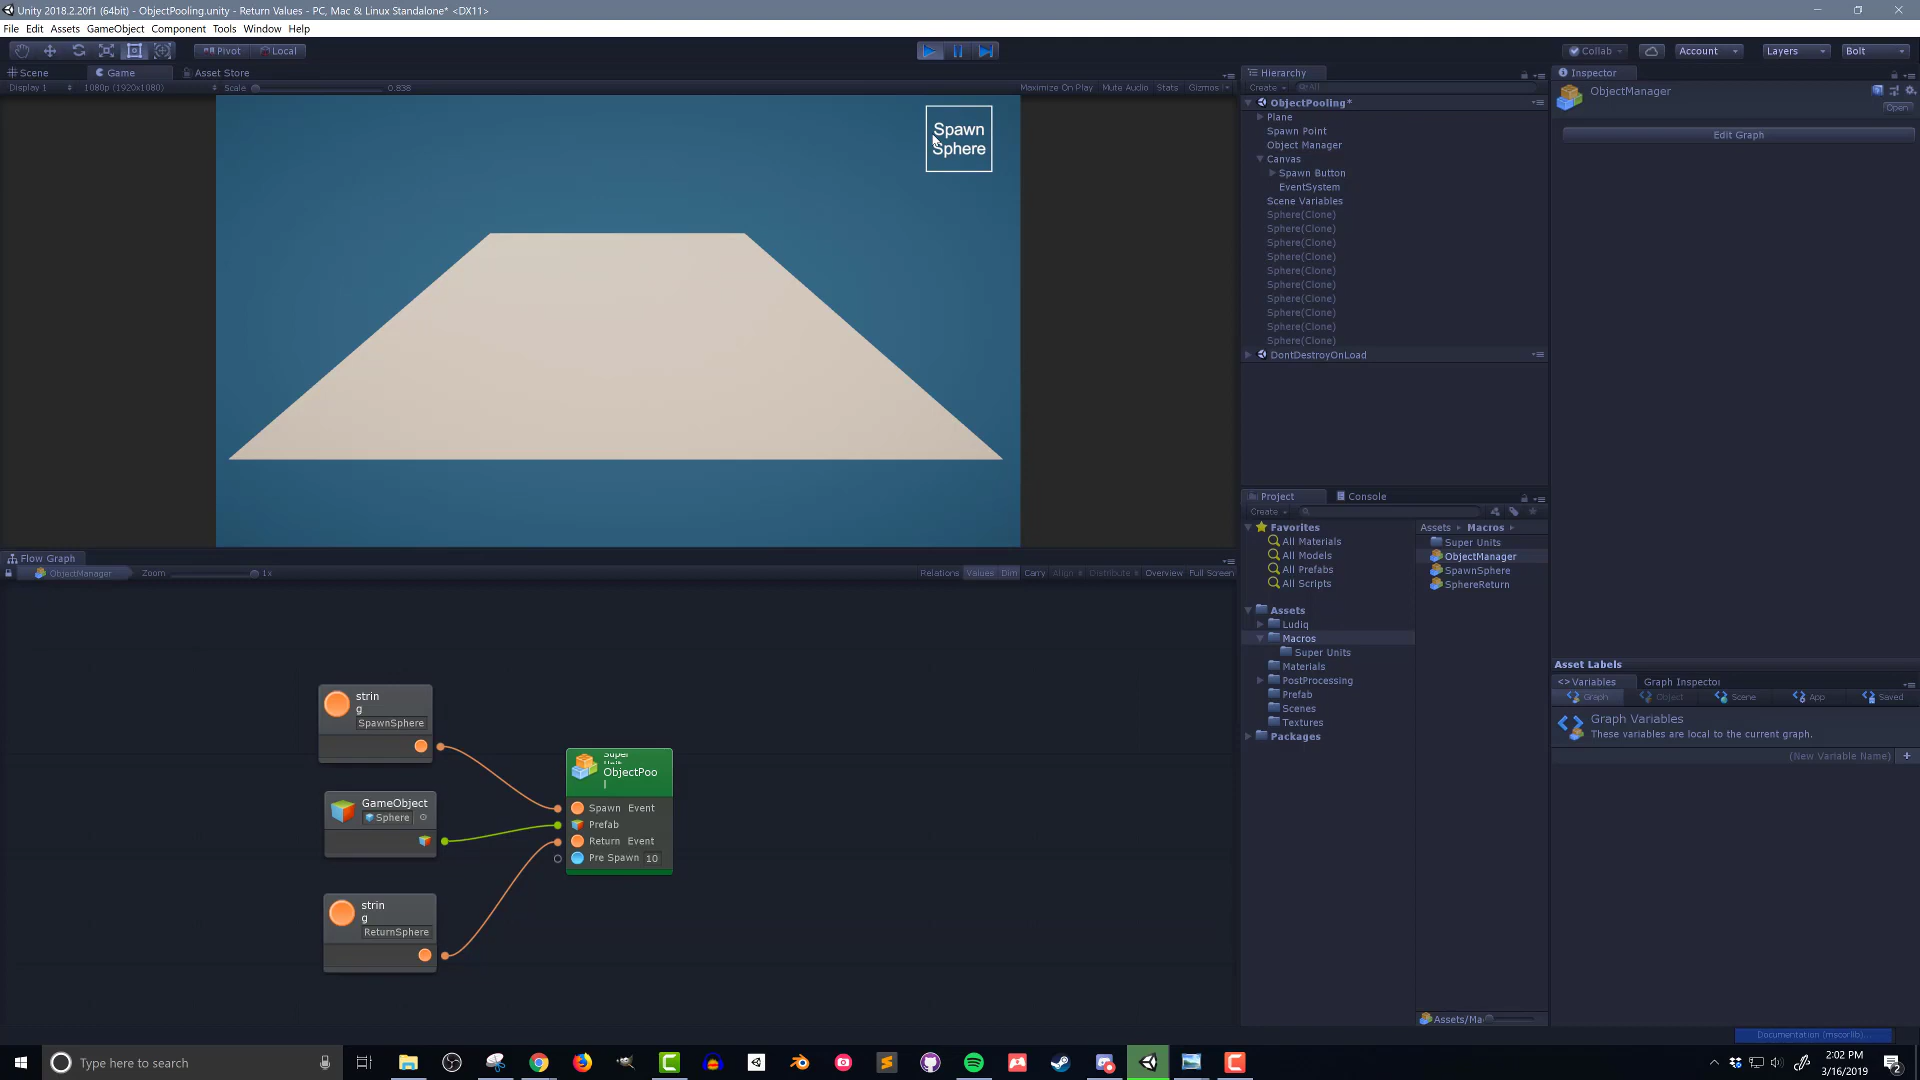 Unity 2018.2.20f1 (64bit) - ObjectPooling.unity - Return Values - PC, Mac & Linux Standalone* <DX11>
File Edit Assets GameObject Component Tools Window Help
Pivot Local Collab Account Layers Bolt
Scene Game Asset Store
Display 1 1080p (1920x1080) Scale 0.838 Maximize On Play Mute Audio Stats Gizmos
Spawn
Sphere
Hierarchy
Create All
ObjectPooling*
Plane
Spawn Point
Object Manager
Canvas
Spawn Button
EventSystem
Scene Variables
Sphere(Clone)
Sphere(Clone)
Sphere(Clone)
Sphere(Clone)
Sphere(Clone)
Sphere(Clone)
Sphere(Clone)
Sphere(Clone)
Sphere(Clone)
Sphere(Clone)
DontDestroyOnLoad
Inspector
ObjectManager
Open
Edit Graph
Project Console
Create
Favorites
All Materials
All Models
All Prefabs
All Scripts
Assets
Ludiq
Macros
Super Units
Materials
PostProcessing
Prefab
Scenes
Textures
Packages
Assets Macros
Super Units
ObjectManager
SpawnSphere
SphereReturn
Assets/Ma
Asset Labels
<> Variables Graph Inspector
Graph Object Scene App Saved
Graph Variables
These variables are local to the current graph.
(New Variable Name) +
Documentation (mscorlib)...
Flow Graph
ObjectManager Zoom 1x Relations Values Dim Carry Align Distribute Overview Full Screen
strin
g
SpawnSphere
GameObject
Sphere
strin
g
ReturnSphere
ObjectPoo
l
Spawn Event
Prefab
Return Event
Pre Spawn 10
Type here to search
2:02 PM
3/16/2019
2